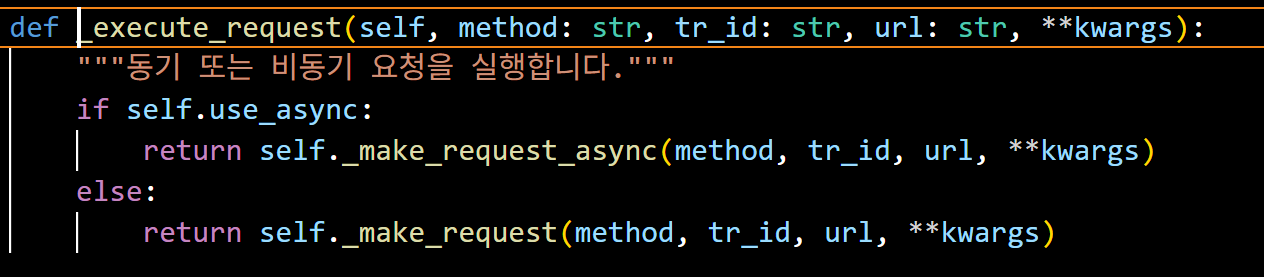 def _execute_request(self, method: str, tr_id: str, url: str, **kwargs):
    """동기 또는 비동기 요청을 실행합니다."""
    if self.use_async:
        return self._make_request_async(method, tr_id, url, **kwargs)
    else:
        return self._make_request(method, tr_id, url, **kwargs)